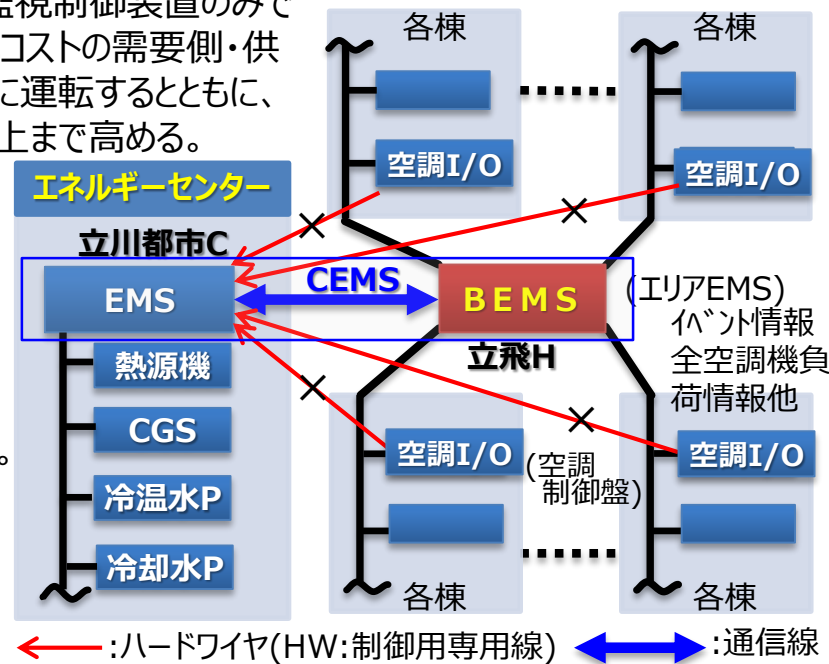 監視制御装置のみで
コストの需要側・供
に運転するとともに、
上まで高める。
各棟
各棟
空調I/O
空調I/O
エネルギーセンター
立川都市C
EMS
CEMS
BEMS
(エリアEMS)
ｲﾍﾞﾝﾄ情報
全空調機負
荷情報他
立飛H
熱源機
CGS
。
冷温水P
冷却水P
空調I/O
(空調
制御盤)
空調I/O
各棟
各棟
:ハードワイヤ(HW:制御用専用線)
:通信線